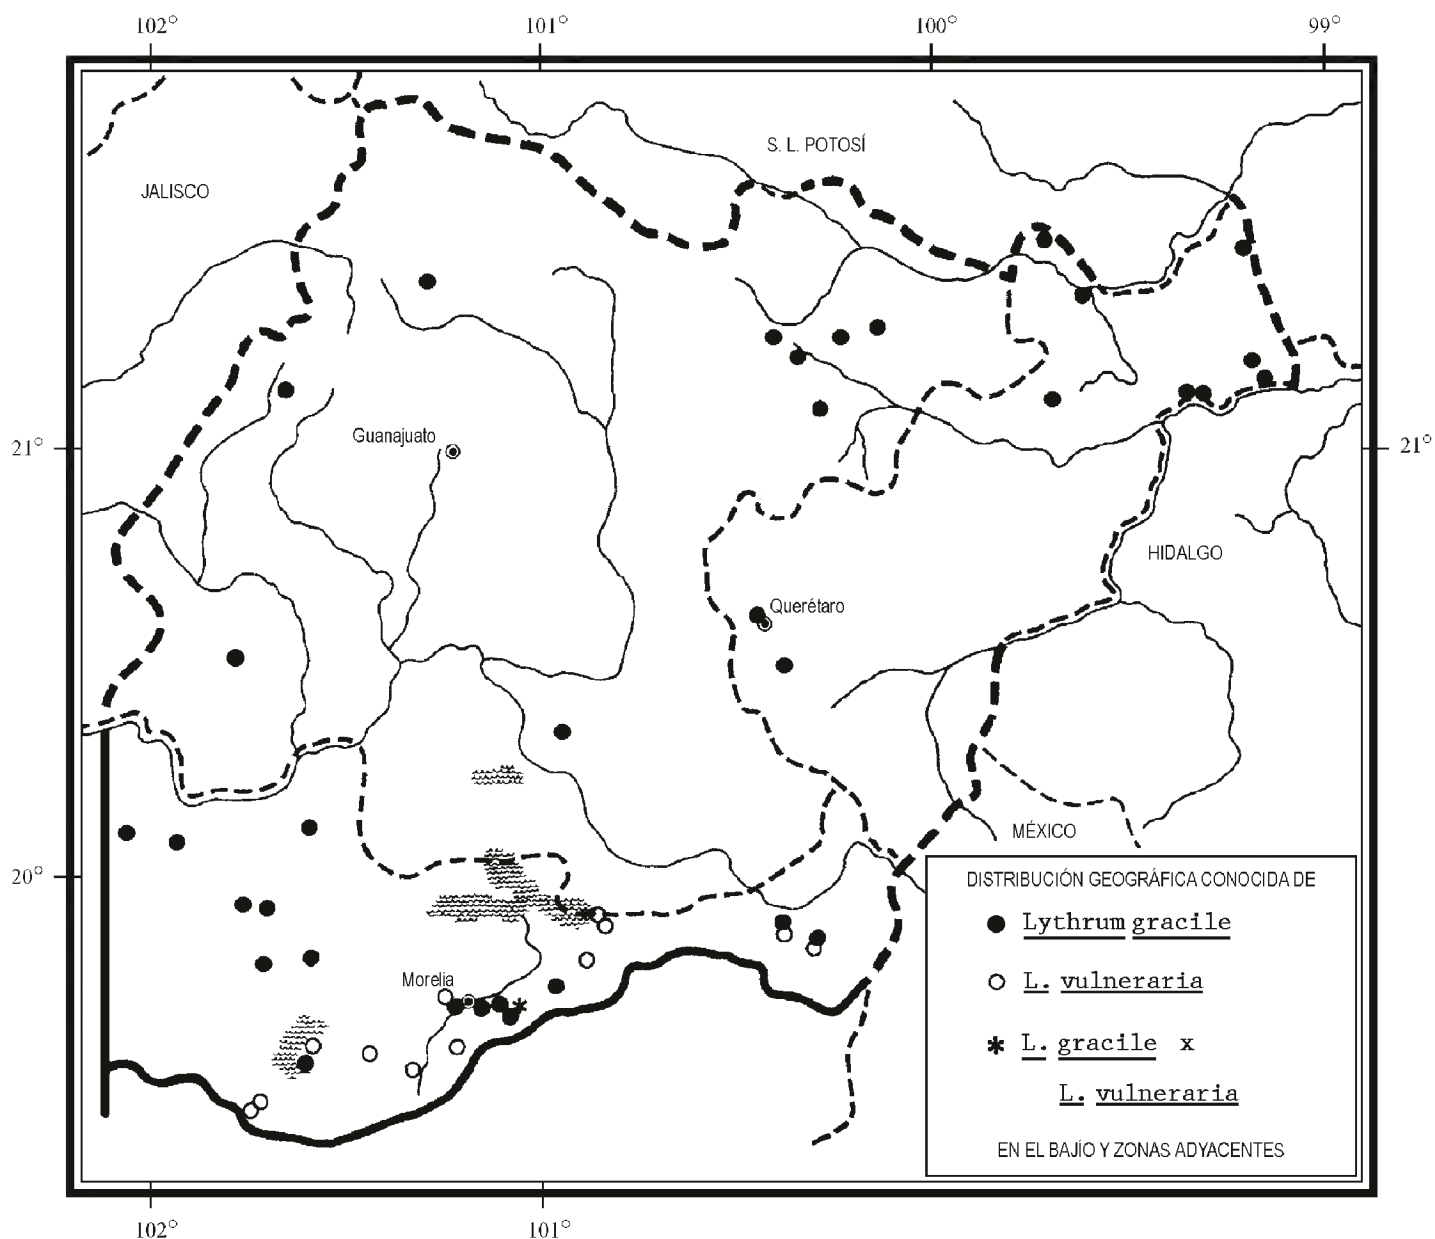 102° 101° 100° 99°
S. L. POTOSÍ
JALISCO
Guanajuato
21° 21°
HIDALGO
Querétaro
MÉXICO
20°
DISTRIBUCIÓN GEOGRÁFICA CONOCIDA DE
Lythrum gracile
L. vulneraria
Morelia
L. gracile x
L. vulneraria
EN EL BAJÍO Y ZONAS ADYACENTES
102° 101°